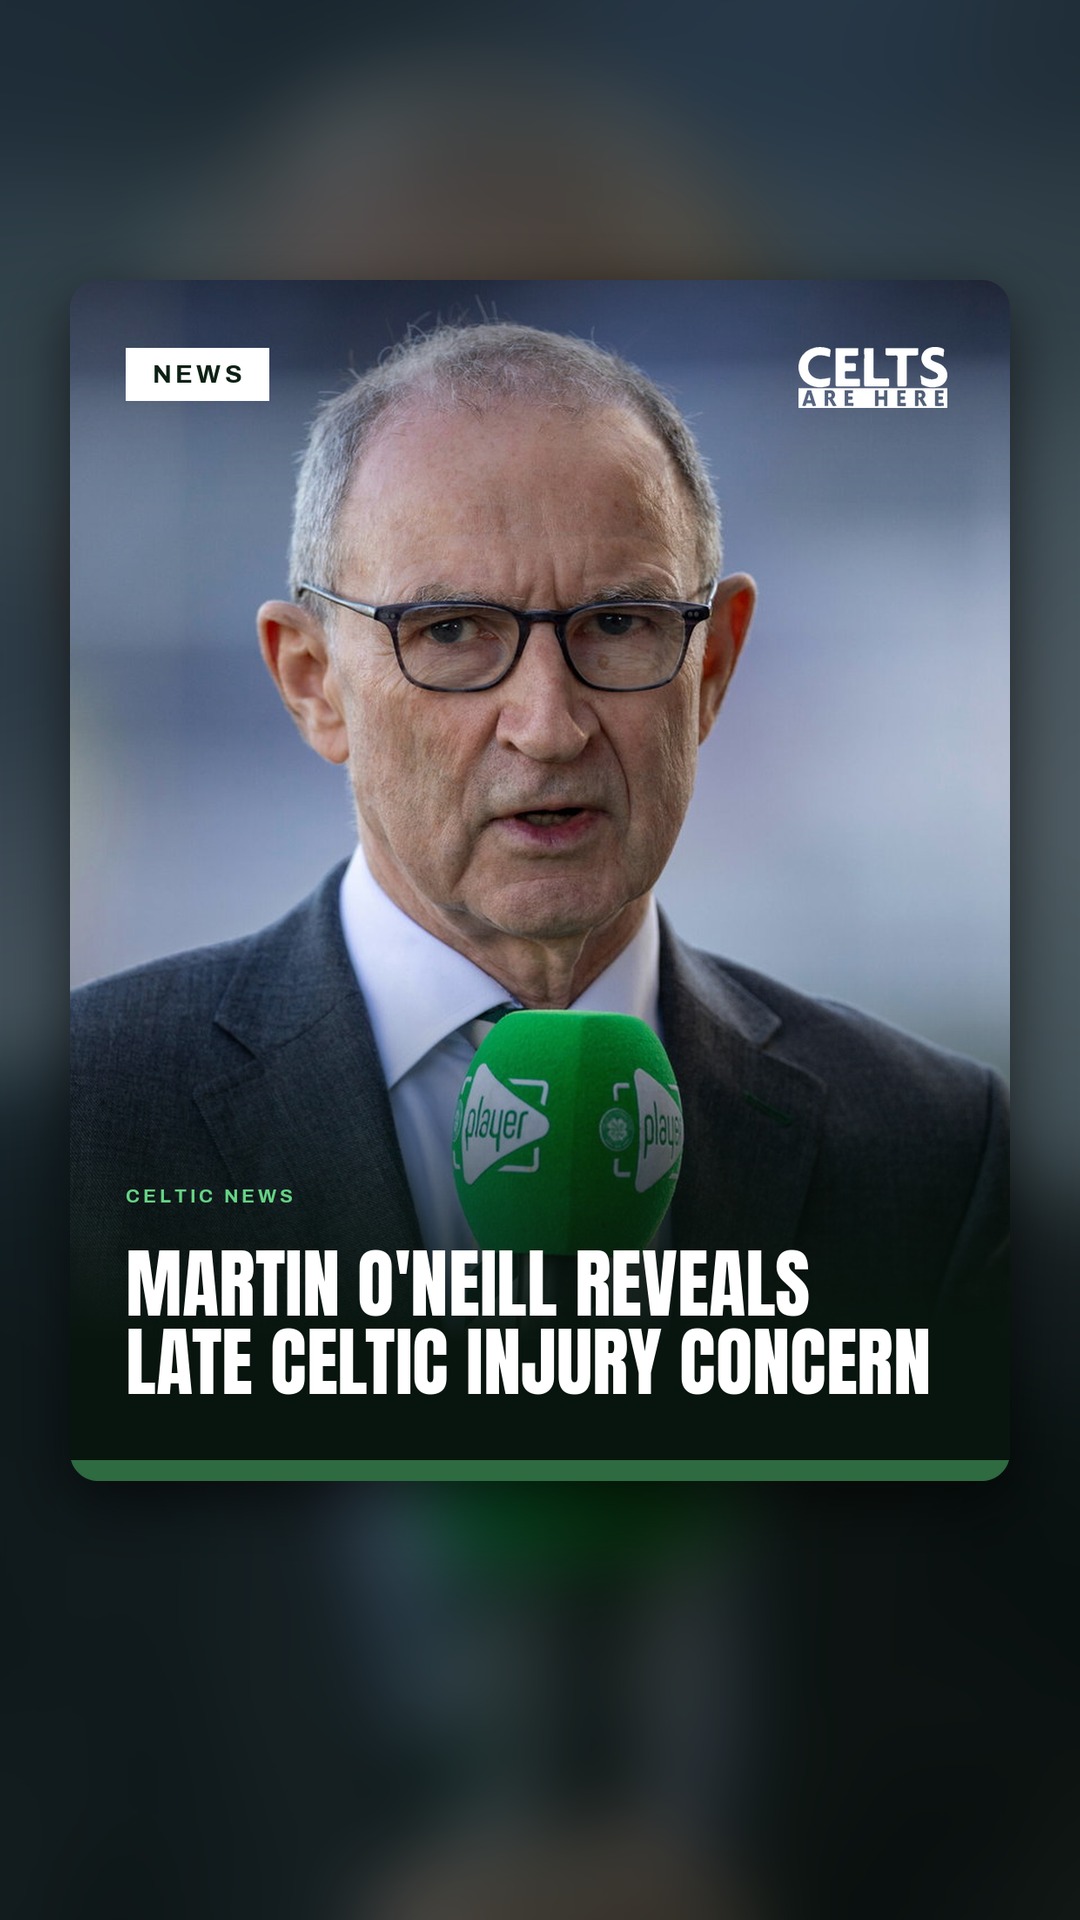 NEWS
CELTS
ARE HERE
player
player
CELTIC NEWS
MARTIN O'NEILL REVEALS
LATE CELTIC INJURY CONCERN